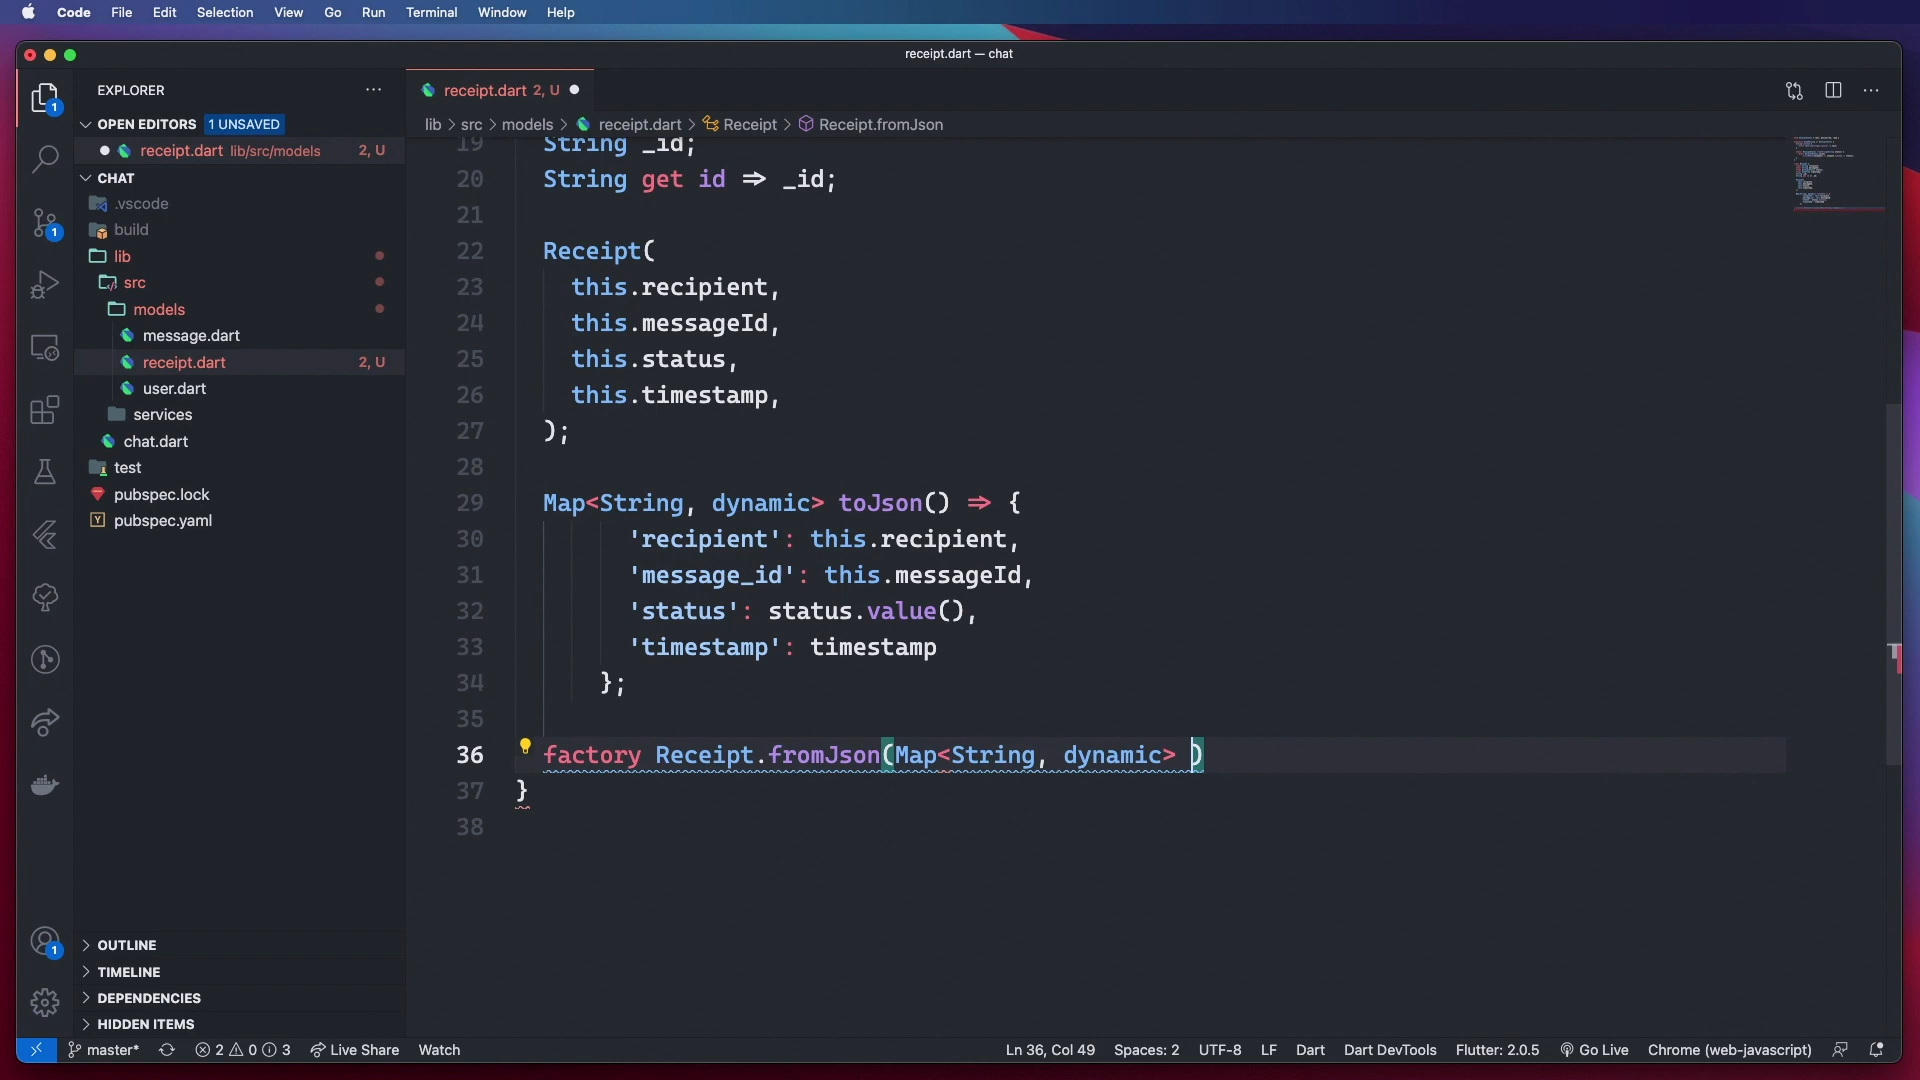 Code File Edit Selection View Go Run Terminal Window Help
receipt.dart — chat
EXPLORER
receipt.dart 2, U
OPEN EDITORS 1 UNSAVED
lib > src > models > receipt.dart > Receipt > Receipt.fromJson
receipt.dart lib/src/models 2, U
CHAT
.vscode
build
lib
src
models
message.dart
receipt.dart 2, U
user.dart
services
chat.dart
test
pubspec.lock
pubspec.yaml
OUTLINE
TIMELINE
DEPENDENCIES
HIDDEN ITEMS
1
1
1
19 String _id;
20 String get id => _id;
21
22 Receipt(
23 this.recipient,
24 this.messageId,
25 this.status,
26 this.timestamp,
27 );
28
29 Map<String, dynamic> toJson() => {
30 'recipient': this.recipient,
31 'message_id': this.messageId,
32 'status': status.value(),
33 'timestamp': timestamp
34 };
35
36 factory Receipt.fromJson(Map<String, dynamic> )
37 }
38
master* 2 0 3 Live Share Watch Ln 36, Col 49 Spaces: 2 UTF-8 LF Dart Dart DevTools Flutter: 2.0.5 Go Live Chrome (web-javascript)